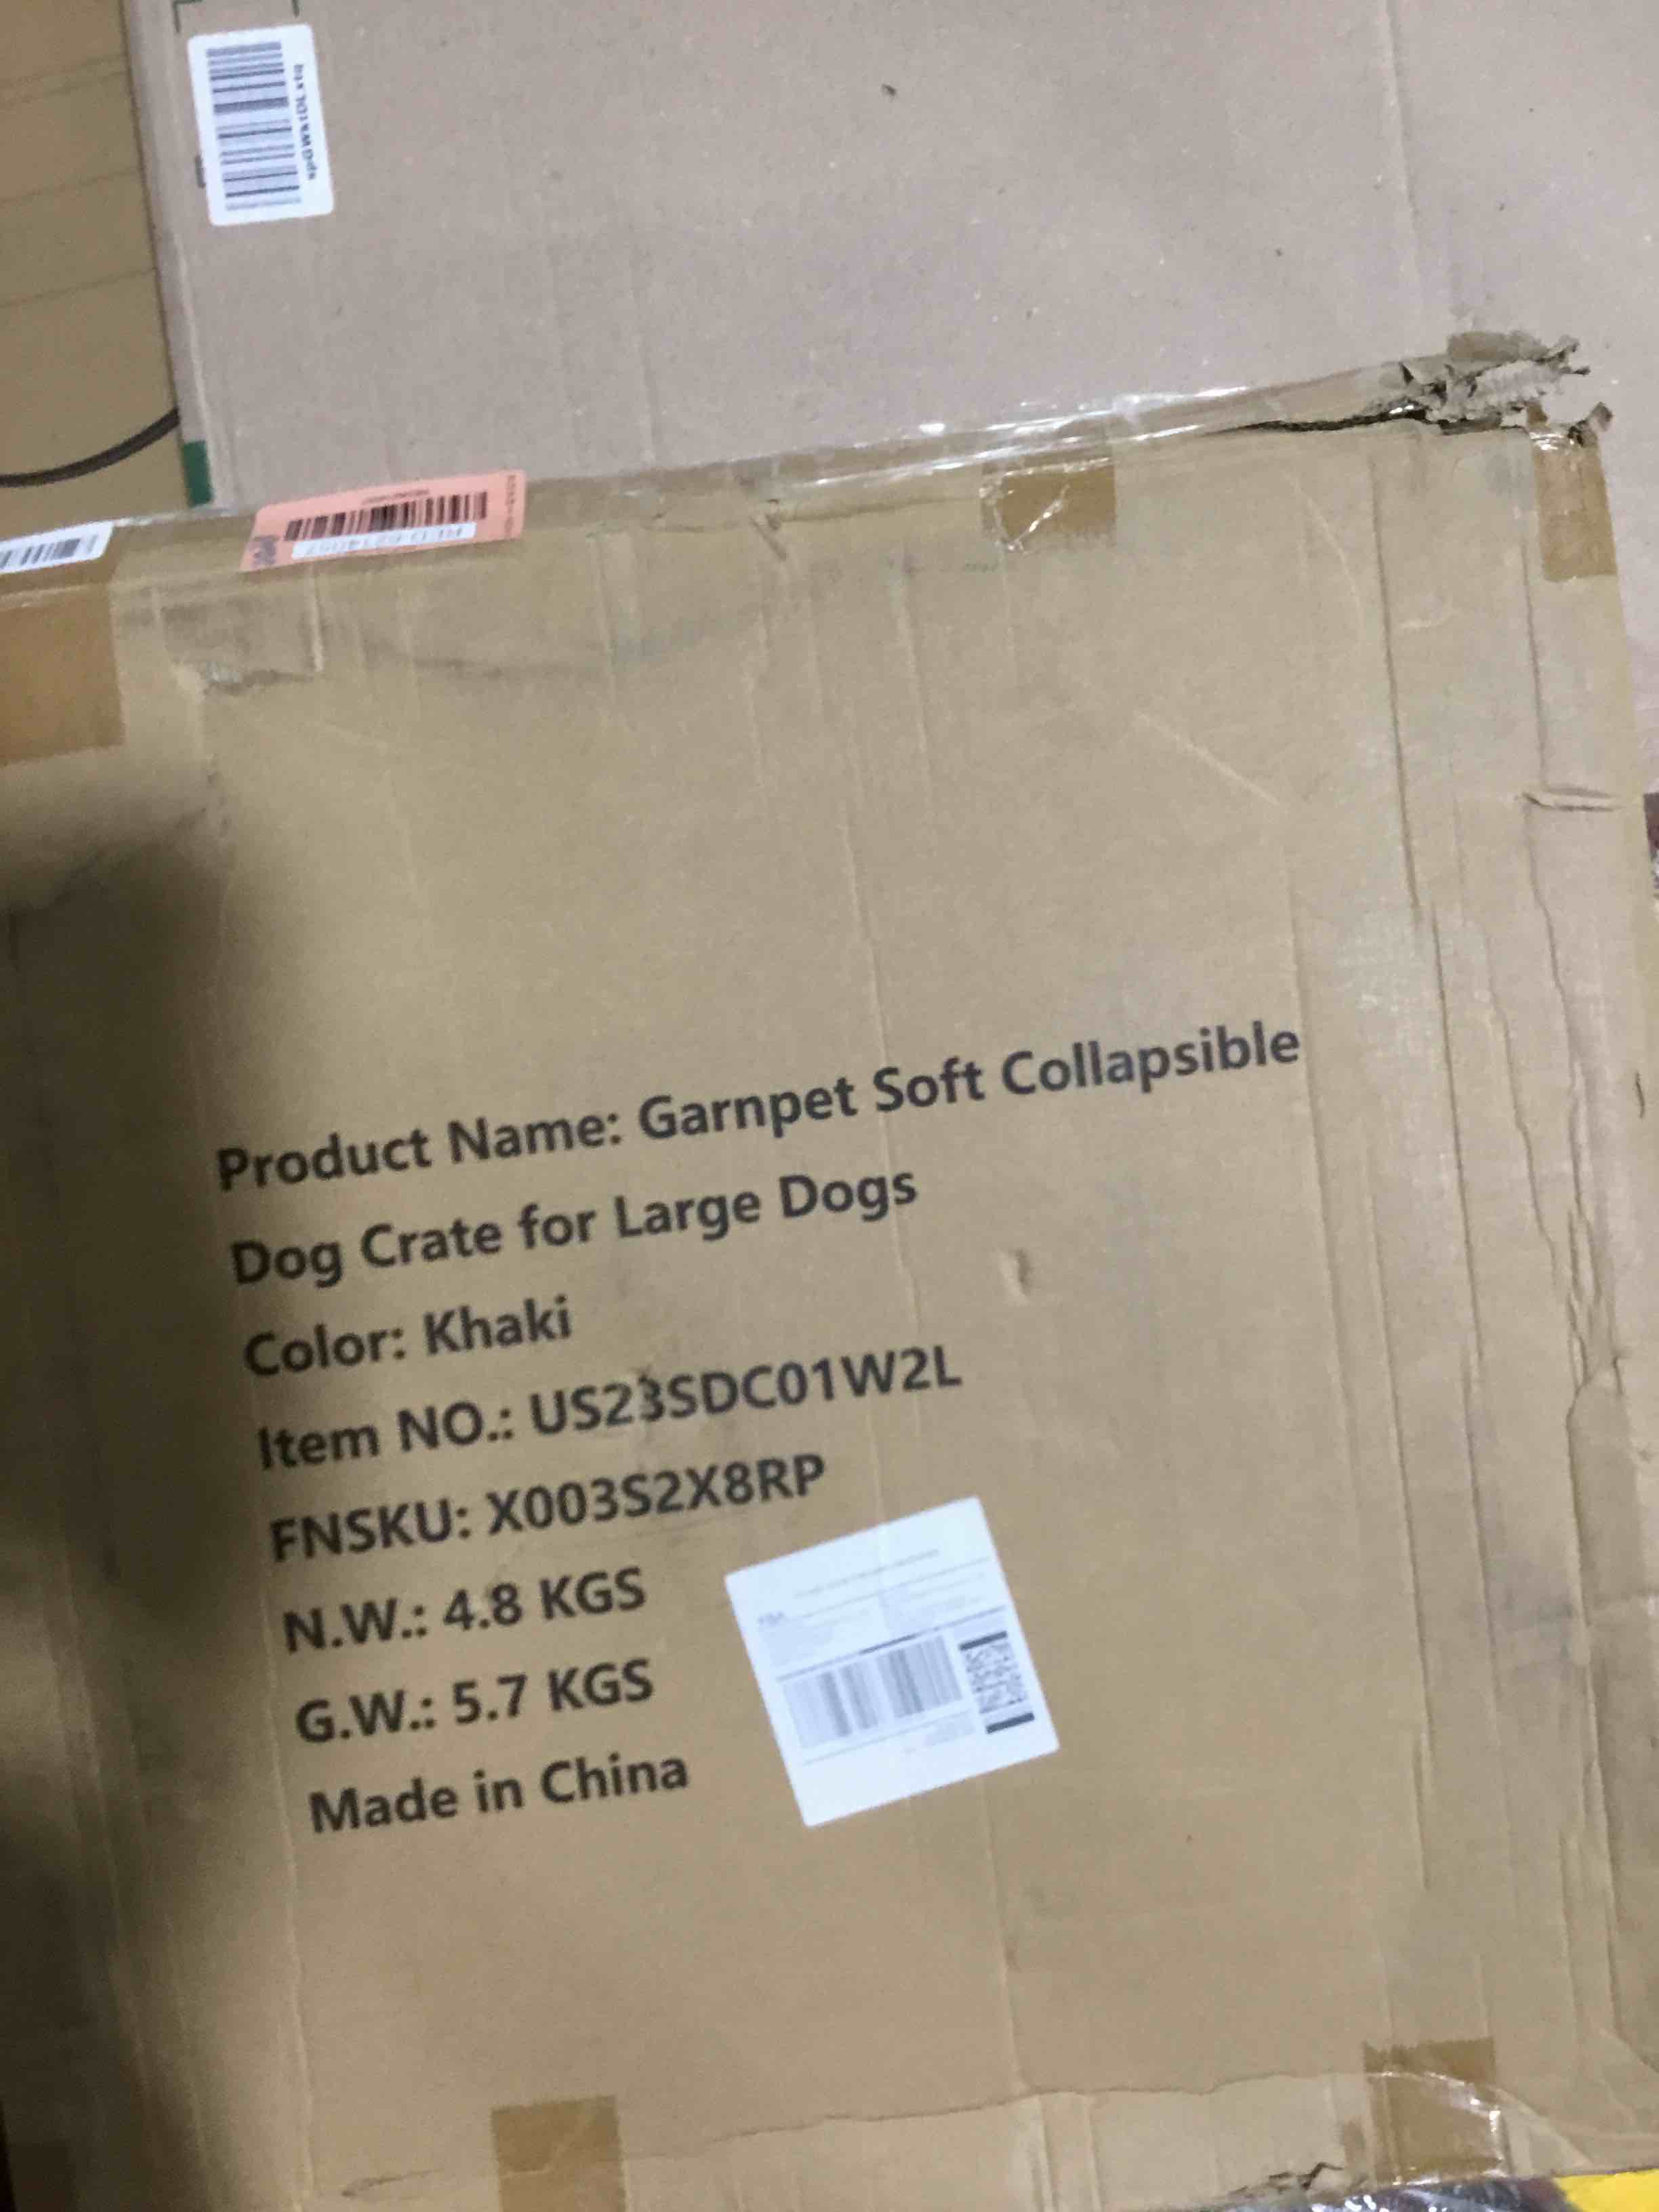 Product Name: Garnpet Soft Collapsible
Dog Crate for Large Dogs
Color: Khaki
Item NO.: US23SDC01W2L
FNSKU: X003S2X8RP
N.W.: 4.8 KGS
G.W.: 5.7 KGS
Made in China